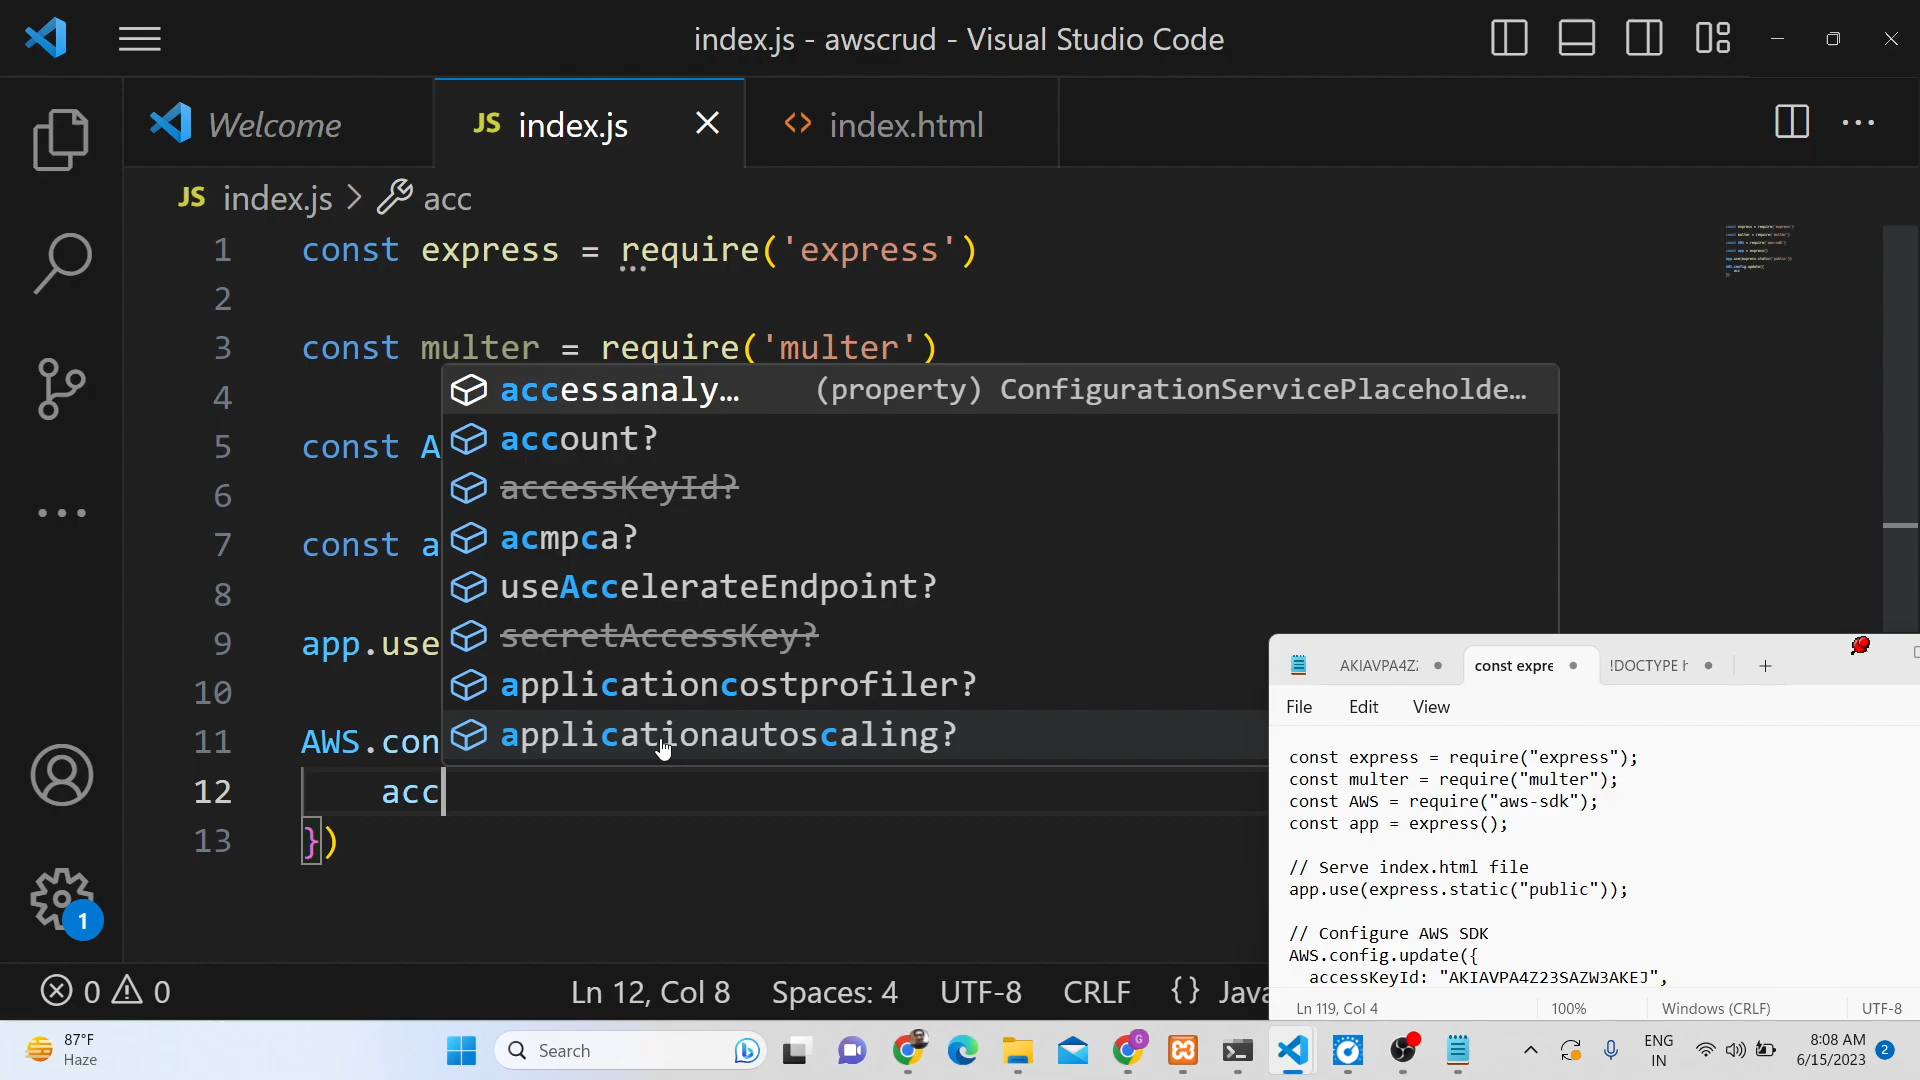 index.js - awscrud - Visual Studio Code
Welcome
JS index.js
index.html
JS index.js > acc
1 const express = require('express')
2
3 const multer = require('multer')
4
5 const A
6
7 const a
8
9 app.use
10
11 AWS.con
12 acc
13 })
accessanaly... (property) ConfigurationServicePlaceholde...
account?
accessKeyId?
acmpca?
useAccelerateEndpoint?
secretAccessKey?
applicationcostprofiler?
applicationautoscaling?
1
0 0
Ln 12, Col 8 Spaces: 4 UTF-8 CRLF {} Java
AKIAVPA4Z const expre !DOCTYPE h +
File Edit View
const express = require("express");
const multer = require("multer");
const AWS = require("aws-sdk");
const app = express();
// Serve index.html file
app.use(express.static("public"));
// Configure AWS SDK
AWS.config.update({
accessKeyId: "AKIAVPA4Z23SAZW3AKEJ",
Ln 119, Col 4 100% Windows (CRLF) UTF-8
87°F
Haze
Search
G
ENG
IN
8:08 AM
6/15/2023
2